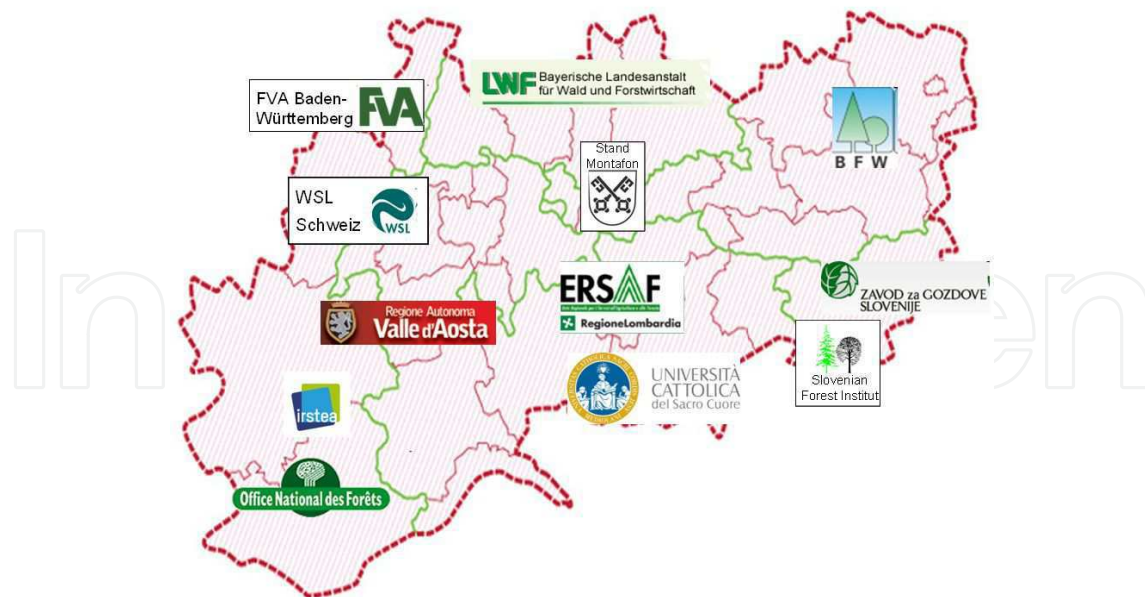 LWF Bayerische Landesanstalt
für Wald und Forstwirtschaft
FVA Baden-
Württemberg FVA
B F W
Stand
Montafon
WSL
Schweiz WSL
ZAVOD za GOZDOVE
SLOVENIJE
ERSAF
RegioneLombardia
Regione Autonoma
Valle d'Aosta
Slovenian
Forest Institut
UNIVERSITÀ
CATTOLICA
del Sacro Cuore
irstea
Office National des Forêts